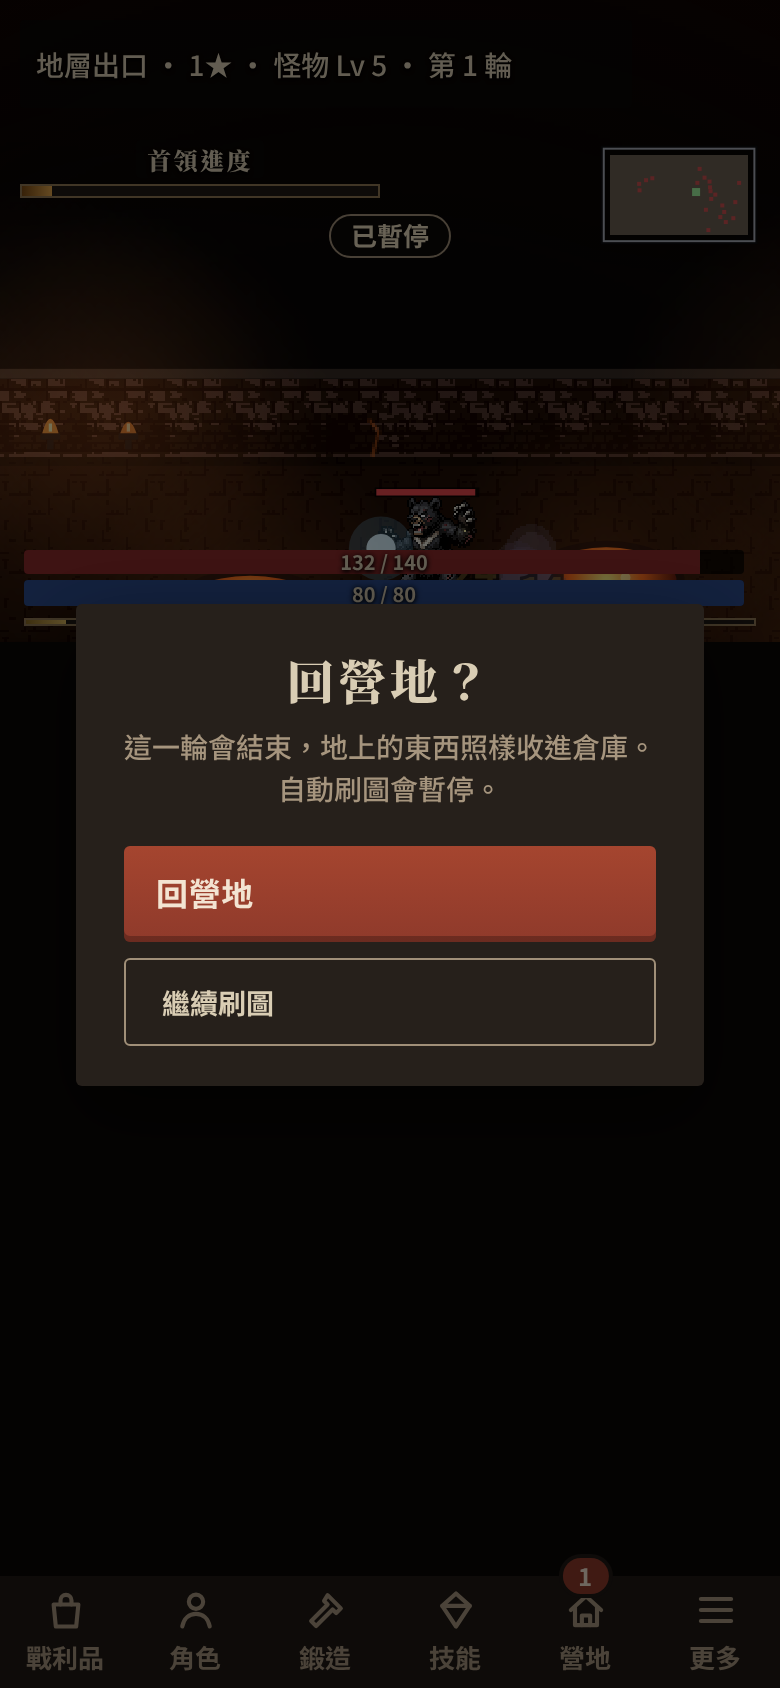 地層出口 • 1★ • 怪物 Lv 5 • 第 1 輪
首領進度
已暫停
132 / 140
80 / 80
回營地？
這一輪會結束，地上的東西照樣收進倉庫。
自動刷圖會暫停。
回營地
繼續刷圖
1
戰利品 角色 鍛造 技能 營地 更多